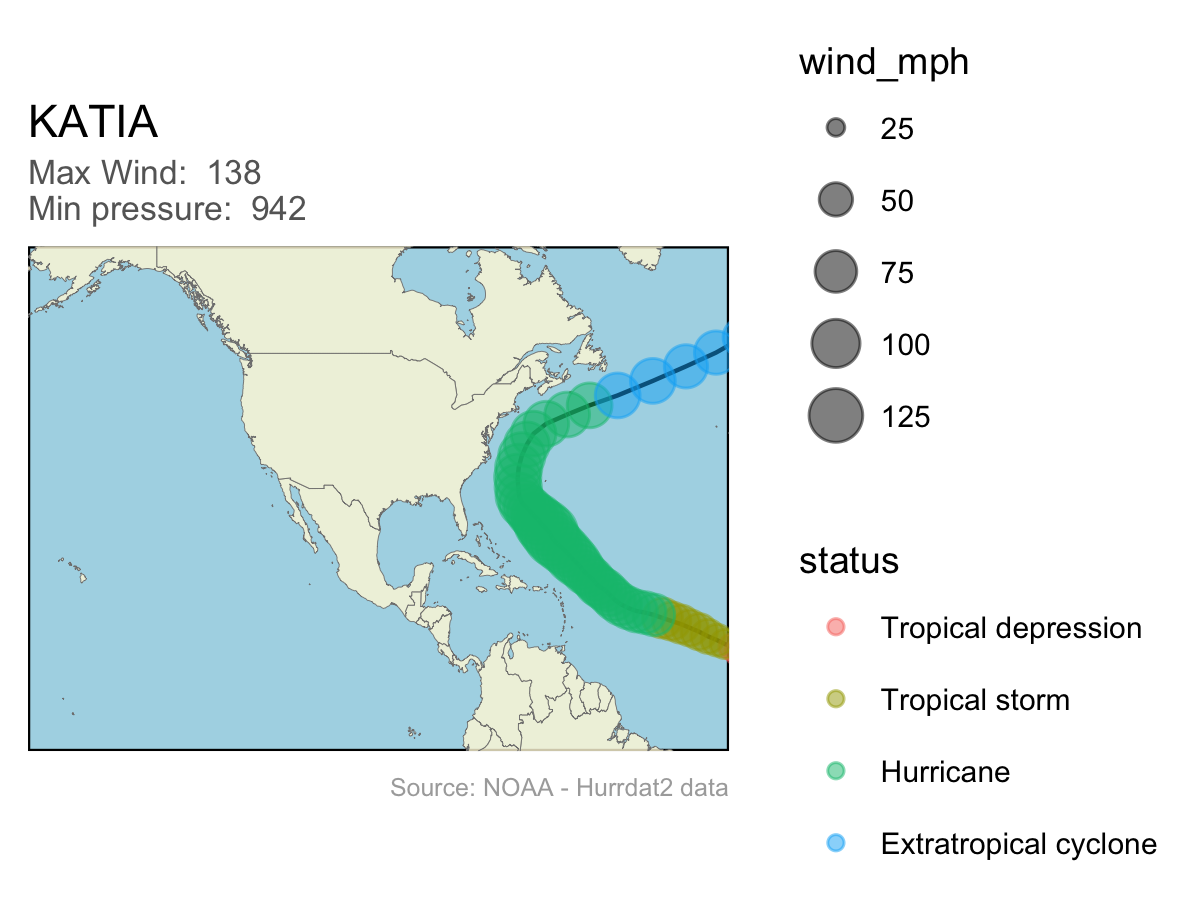 KATIA
Max Wind:  138
Min pressure:  942
Source: NOAA - Hurrdat2 data
wind_mph
25
50
75
100
125
status
Tropical depression
Tropical storm
Hurricane
Extratropical cyclone